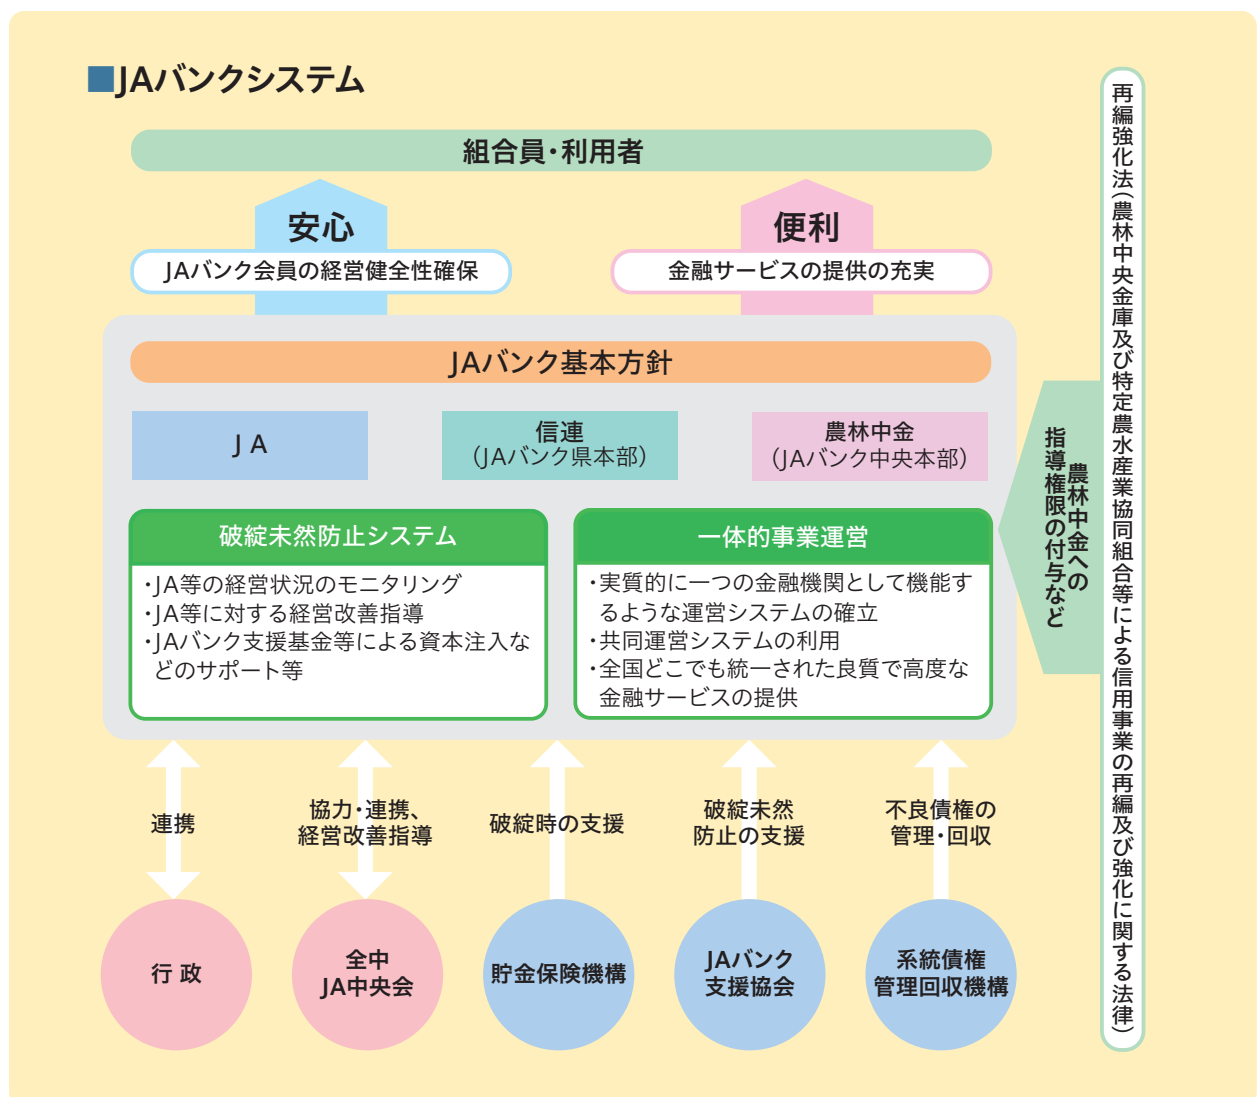 ■JAバンクシステム
組合員・利用者
安心
JAバンク会員の経営健全性確保
便利
金融サービスの提供の充実
JAバンク基本方針
JA
信連
（JAバンク県本部）
農林中金
（JAバンク中央本部）
破綻未然防止システム
・JA等の経営状況のモニタリング
・JA等に対する経営改善指導
・JAバンク支援基金等による資本注入な
どのサポート等
一体的事業運営
・実質的に一つの金融機関として機能す
るような運営システムの確立
・共同運営システムの利用
・全国どこでも統一された良質で高度な
金融サービスの提供
農林中金への
指導権限の付与など
再編強化法（農林中央金庫及び特定農水産業協同組合等による信用事業の再編及び強化に関する法律）
連携
協力・連携、
経営改善指導
破綻時の支援
破綻未然
防止の支援
不良債権の
管理・回収
行 政
全中
JA中央会
貯金保険機構
JAバンク
支援協会
系統債権
管理回収機構